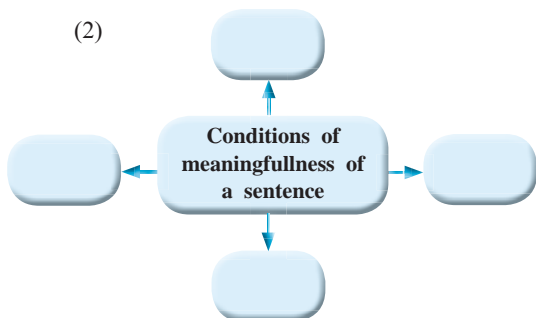 (2)
Conditions of
meaningfullness of
a sentence